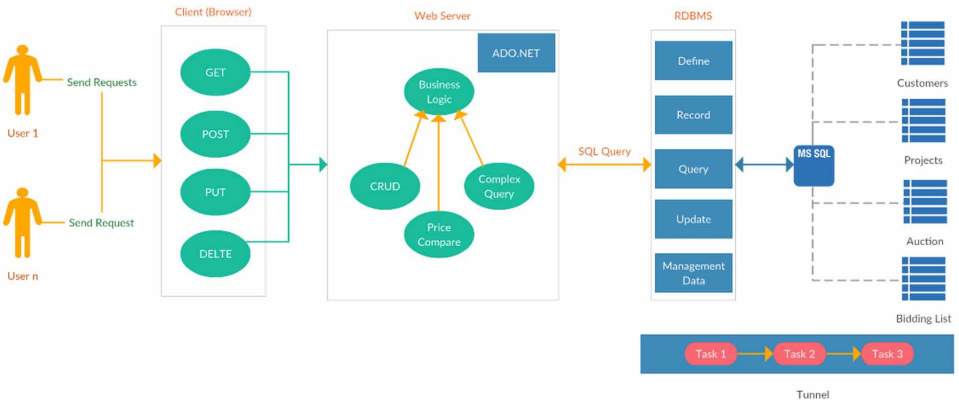 Client (Browser)
Web Server
RDBMS
User 1
Send Requests
User n
Send Request
GET
POST
PUT
DELTE
ADO.NET
Business
Logic
CRUD
Complex
Query
Price
Compare
SQL Query
Define
Record
Query
Update
Management
Data
MS SQL
Customers
Projects
Auction
Bidding List
Task 1
Task 2
Task 3
Tunnel